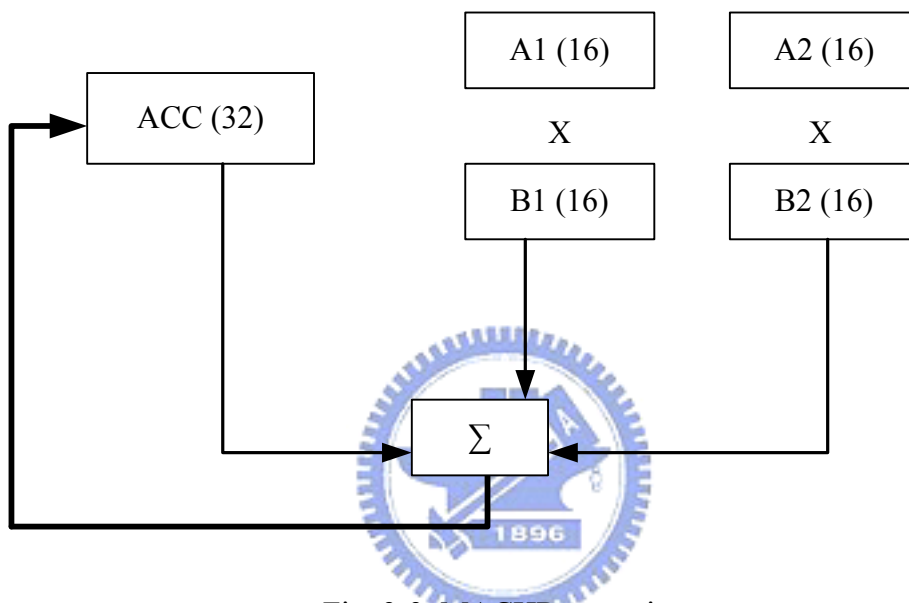 A1 (16)
A2 (16)
ACC (32)
X
X
B1 (16)
B2 (16)
∑
1896